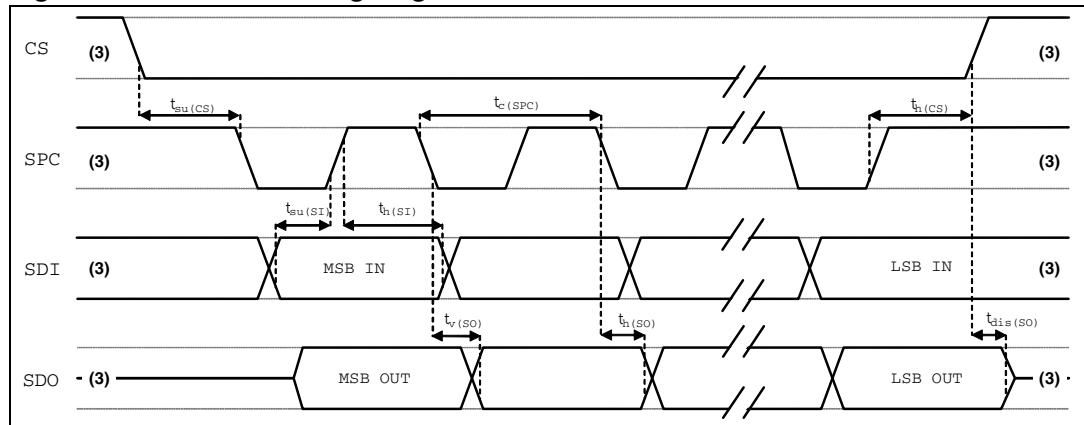 CS (3) (3)
t_su(CS) t_c(SPC) t_h(CS)
SPC (3) (3)
t_su(SI) t_h(SI)
SDI (3) MSB IN LSB IN (3)
t_v(SO) t_h(SO) t_dis(SO)
SDO (3) MSB OUT LSB OUT (3)